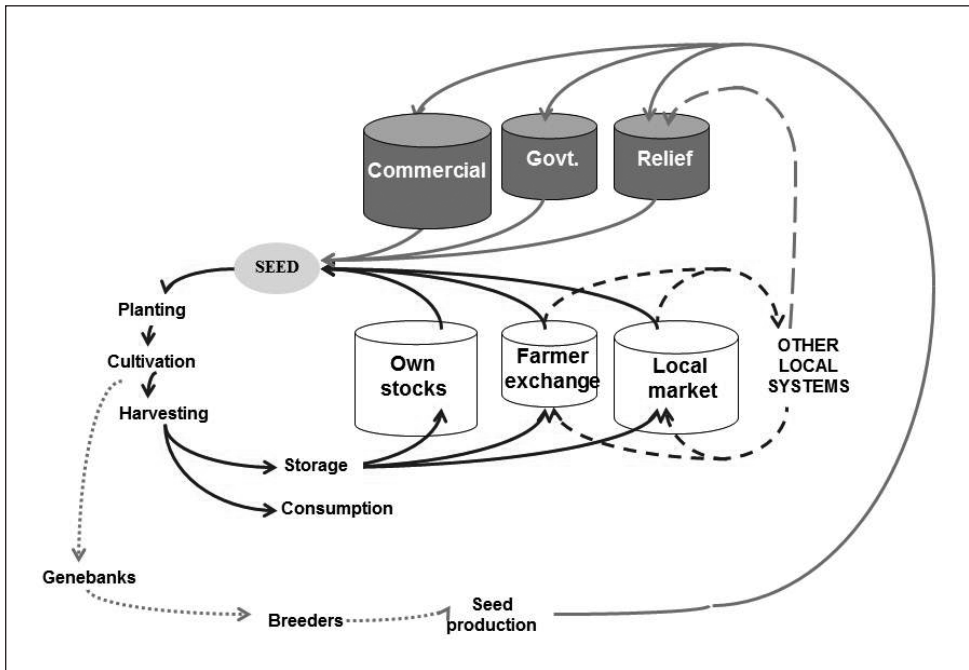 Commercial
Govt.
Relief
SEED
Planting
Cultivation
Harvesting
Own
stocks
Farmer
exchange
Local
market
OTHER
LOCAL
SYSTEMS
Storage
Consumption
Genebanks
Breeders
Seed
production